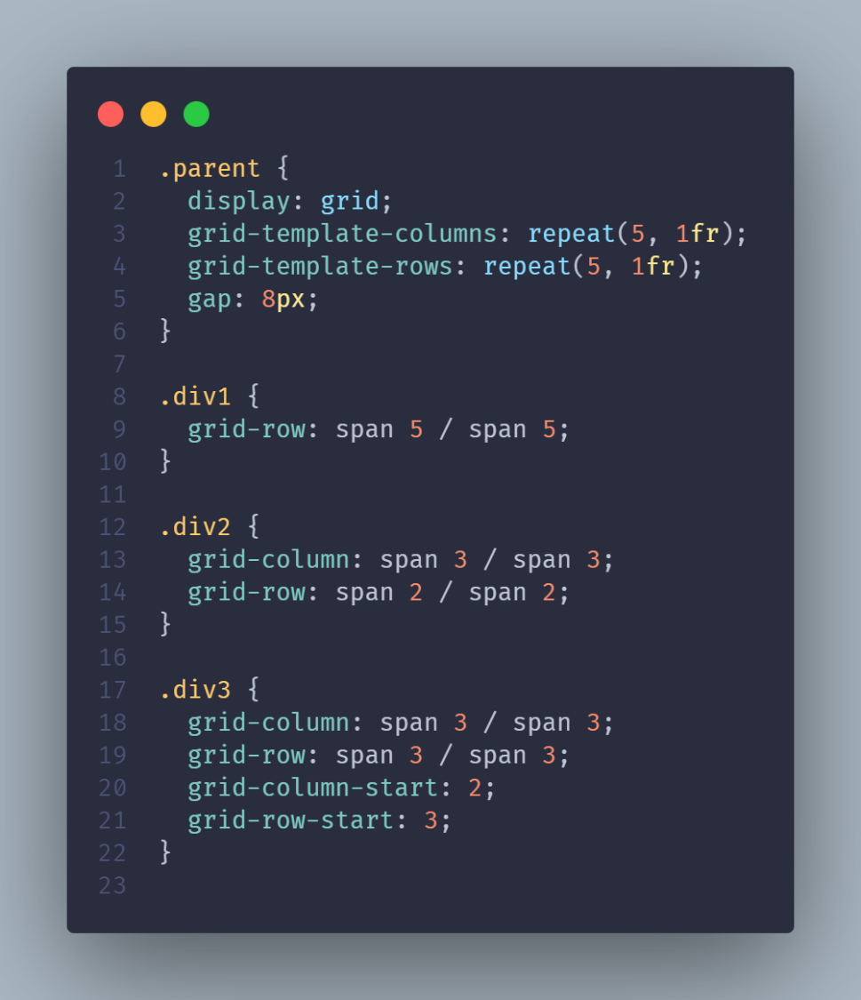 1 .parent {
2   display: grid;
3   grid-template-columns: repeat(5, 1fr);
4   grid-template-rows: repeat(5, 1fr);
5   gap: 8px;
6 }
7
8 .div1 {
9   grid-row: span 5 / span 5;
10 }
11
12 .div2 {
13   grid-column: span 3 / span 3;
14   grid-row: span 2 / span 2;
15 }
16
17 .div3 {
18   grid-column: span 3 / span 3;
19   grid-row: span 3 / span 3;
20   grid-column-start: 2;
21   grid-row-start: 3;
22 }
23